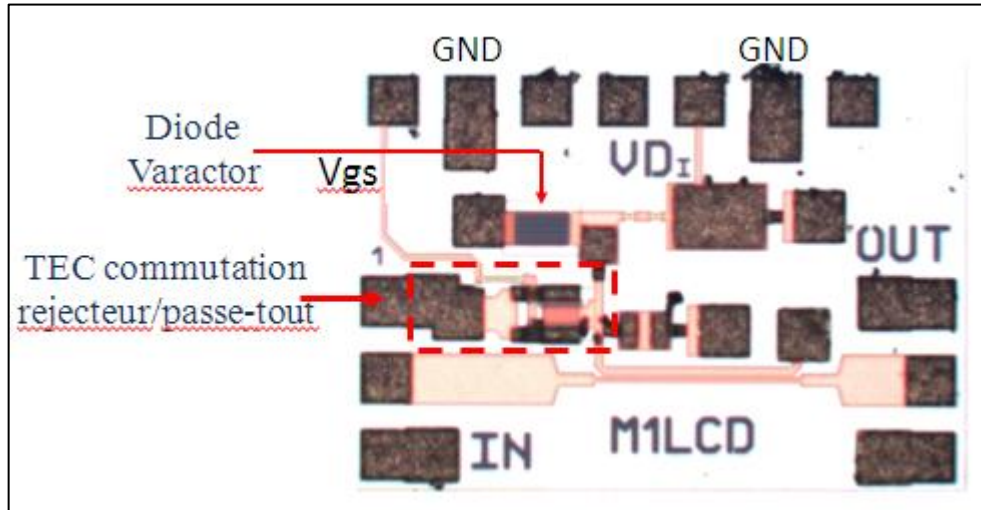 GND
GND
Diode
Varactor
Vgs
VDI
1
OUT
TEC commutation
rejecteur/passe-tout
IN
M1LCD